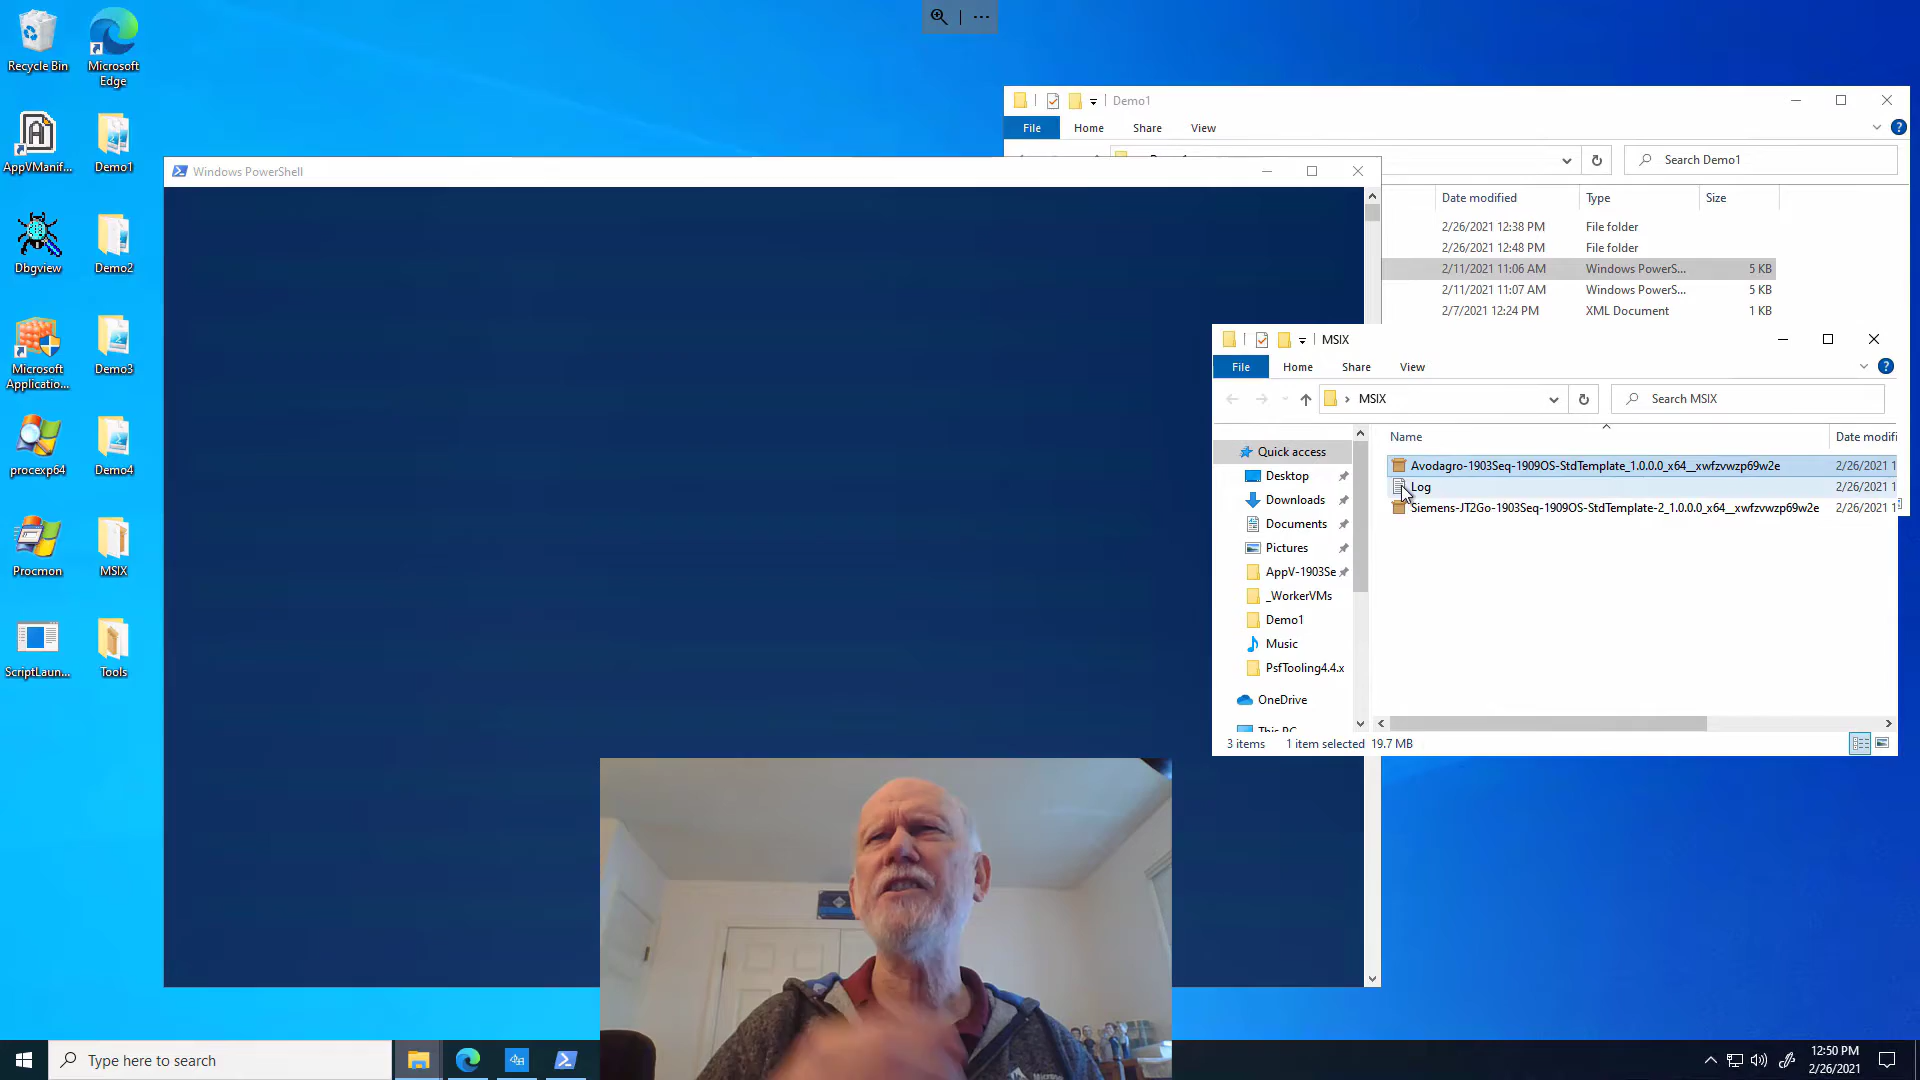 Recycle Bin
Microsoft
Edge
AppVManif...
Demo1
Dbgview
Demo2
Microsoft
Applicatio...
Demo3
procexp64
Demo4
Procmon
MSIX
ScriptLaun...
Tools
Windows PowerShell
Demo1
File
Home
Share
View
Search Demo1
Date modified
Type
Size
2/26/2021 12:38 PM
File folder
2/26/2021 12:48 PM
File folder
2/11/2021 11:06 AM
Windows PowerS...
5 KB
2/11/2021 11:07 AM
Windows PowerS...
5 KB
2/7/2021 12:24 PM
XML Document
1 KB
MSIX
File
Home
Share
View
MSIX
Search MSIX
Name
Date modifi
Quick access
Desktop
Downloads
Documents
Pictures
AppV-1903Se
_WorkerVMs
Demo1
Music
PsfTooling4.4.x
OneDrive
This PC
Avodagro-1903Seq-1909OS-StdTemplate_1.0.0.0_x64__xwfzvwzp69w2e
2/26/2021 1
Log
2/26/2021 1
Siemens-JT2Go-1903Seq-1909OS-StdTemplate-2_1.0.0.0_x64__xwfzvwzp69w2e
2/26/2021 1
3 items
1 item selected 19.7 MB
Type here to search
12:50 PM
2/26/2021